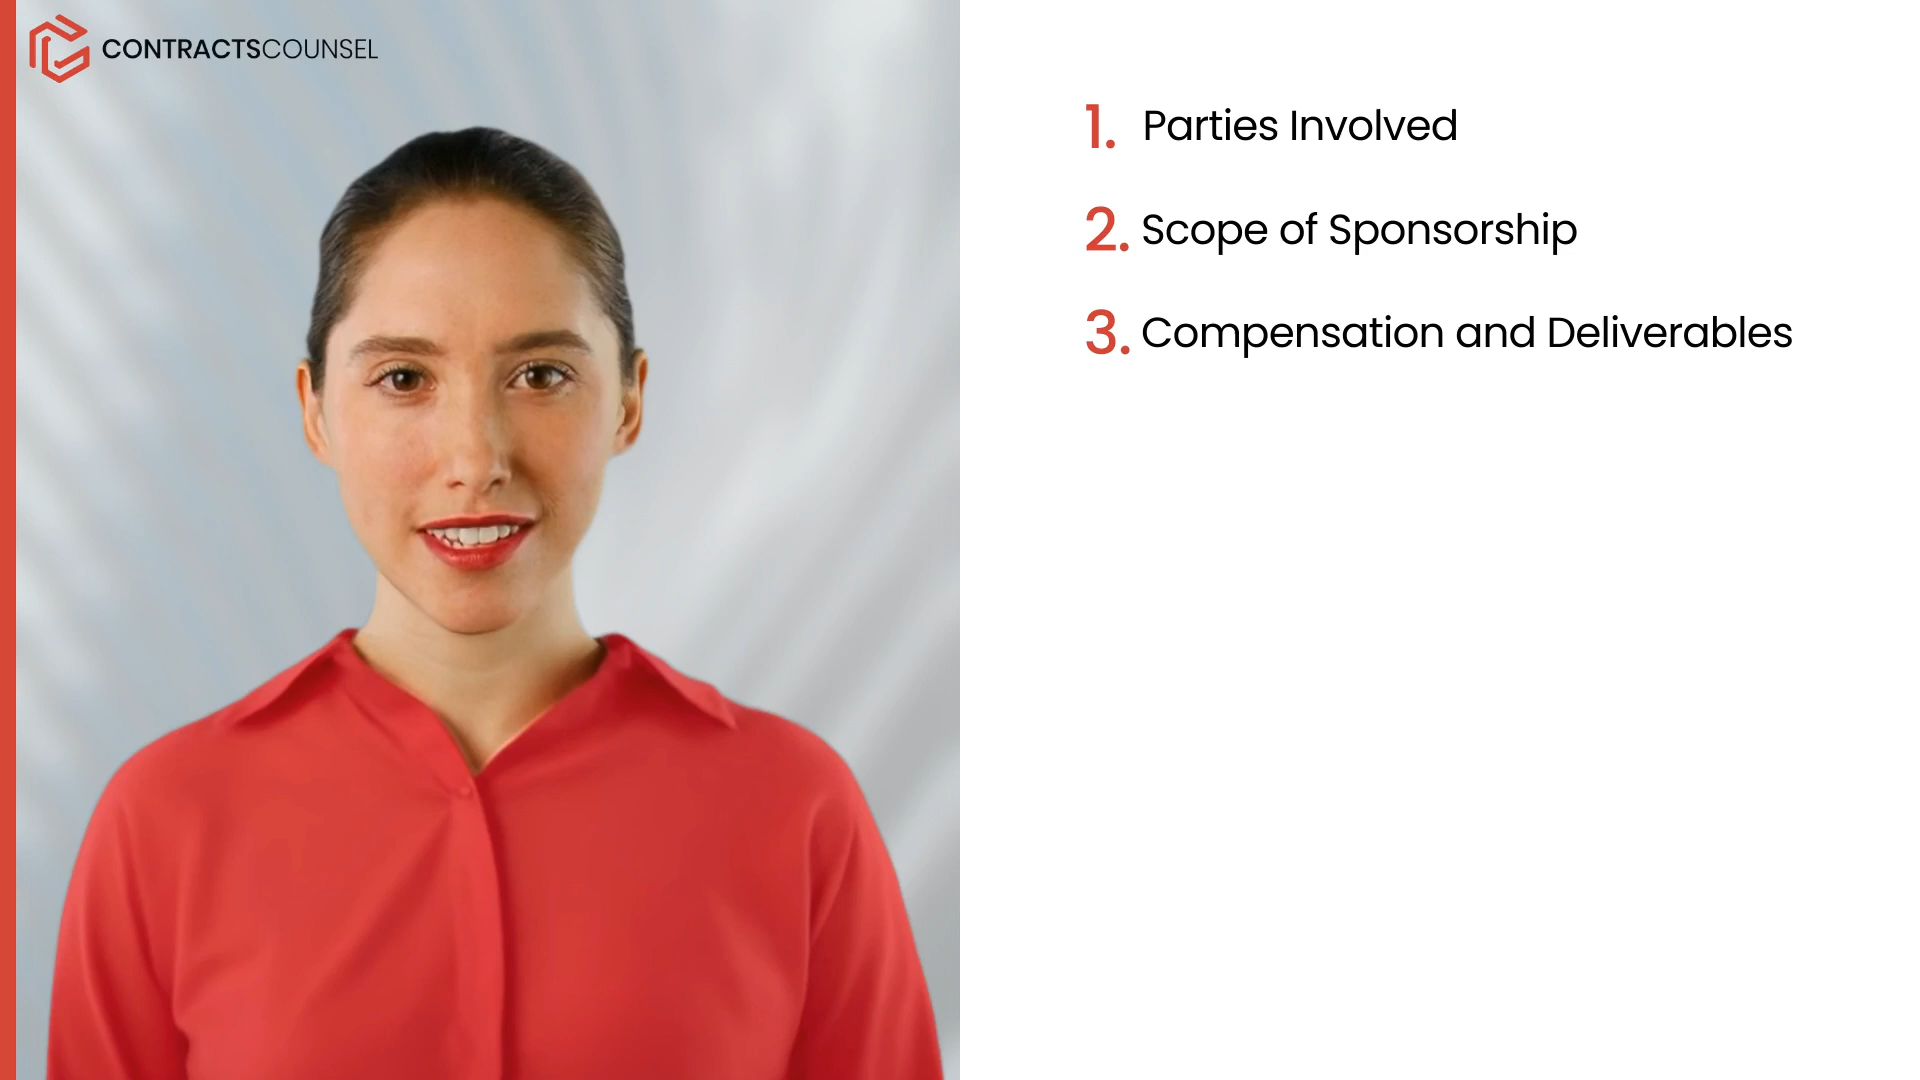 CONTRACTSCOUNSEL
1. Parties Involved
2. Scope of Sponsorship
3. Compensation and Deliverables